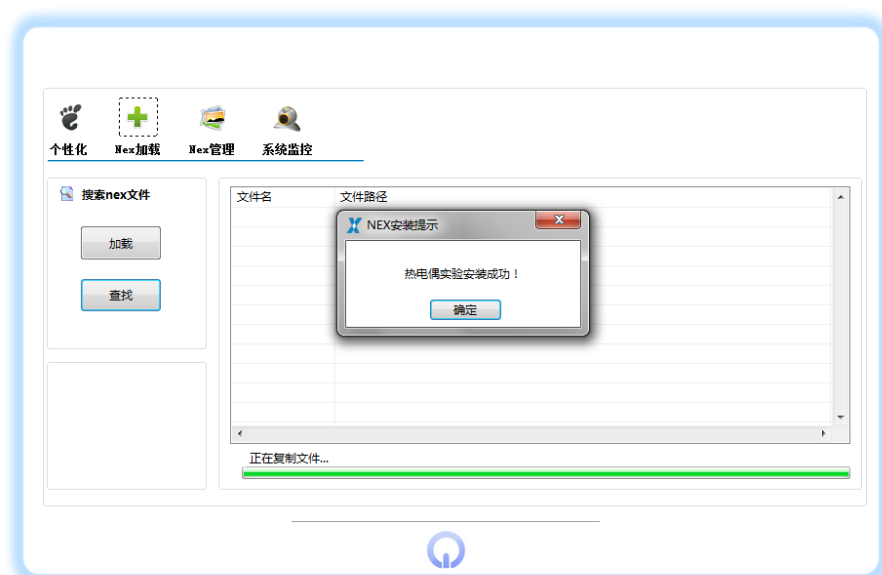 个性化 Nex加载 Nex管理 系统监控
搜索nex文件
加载
查找
文件名 文件路径
NEX安装提示
热电偶实验安装成功！
确定
正在复制文件...